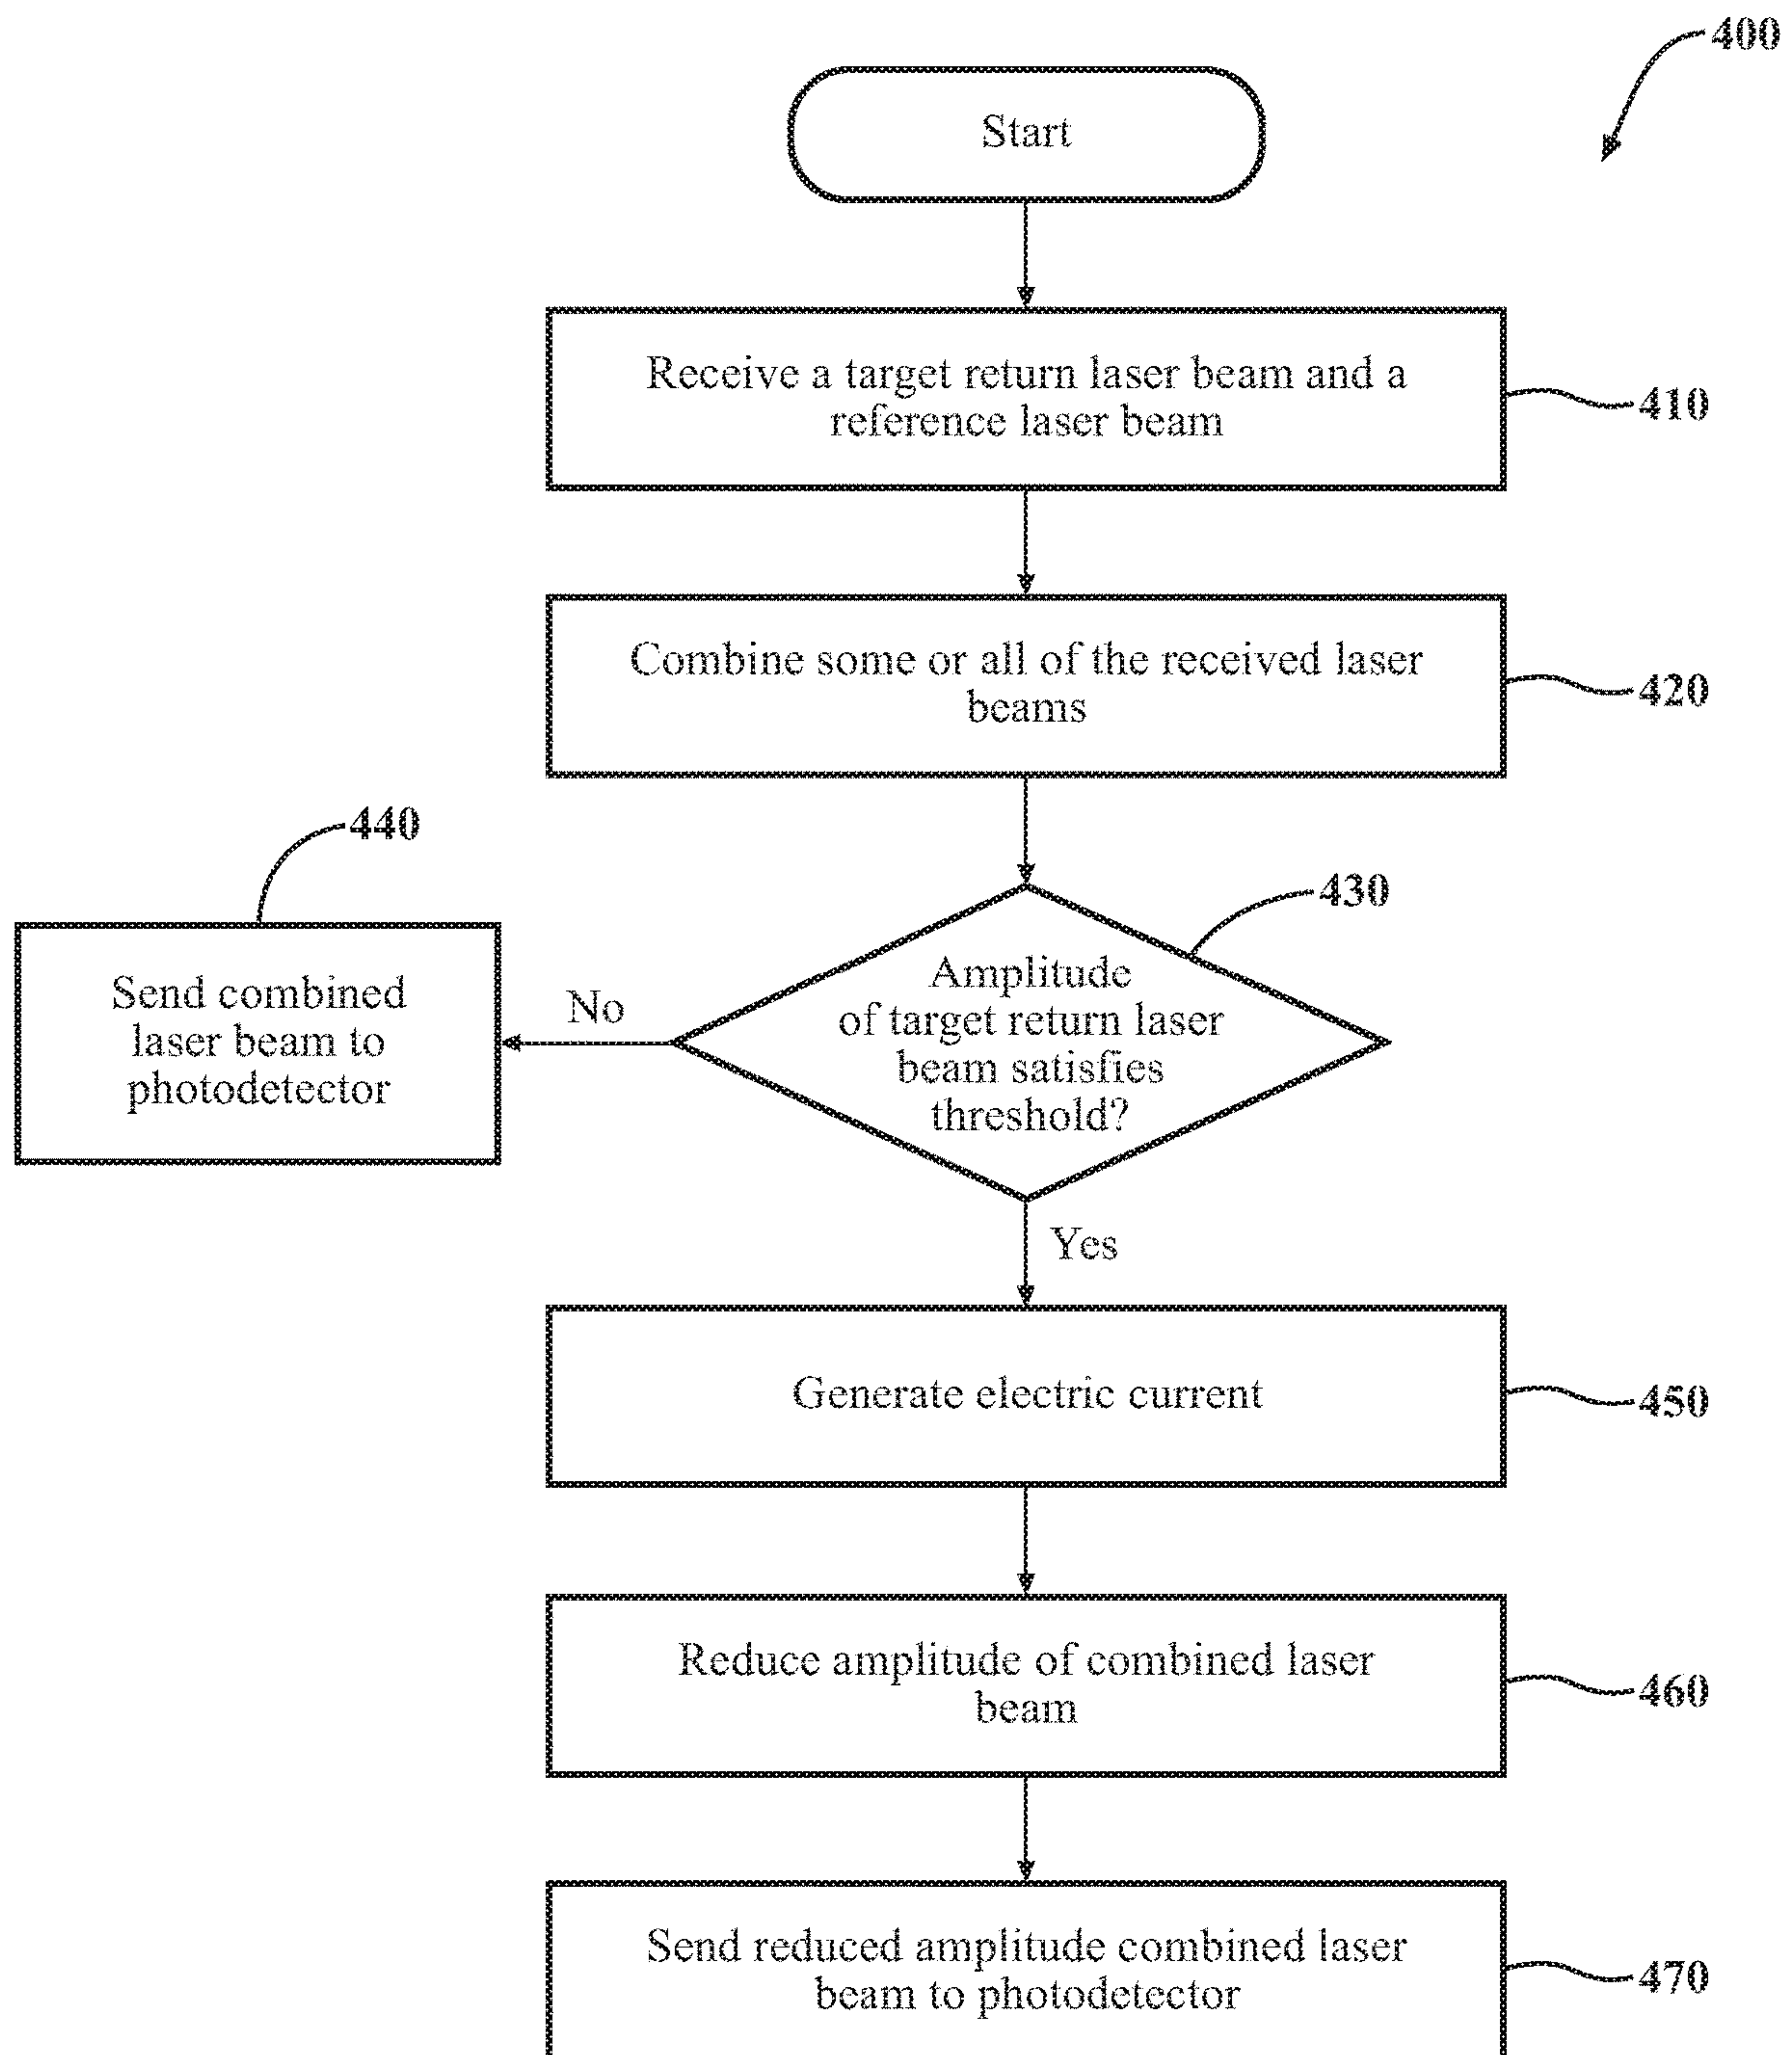 400
Start
Receive a target return laser beam and a
reference laser beam
410
Combine some or all of the received laser
beams
420
440
430
Send combined
laser beam to
photodetector
No
Amplitude
of target return laser
beam satisfies
threshold?
Yes
Generate electric current
450
Reduce amplitude of combined laser
beam
460
Send reduced amplitude combined laser
beam to photodetector
470